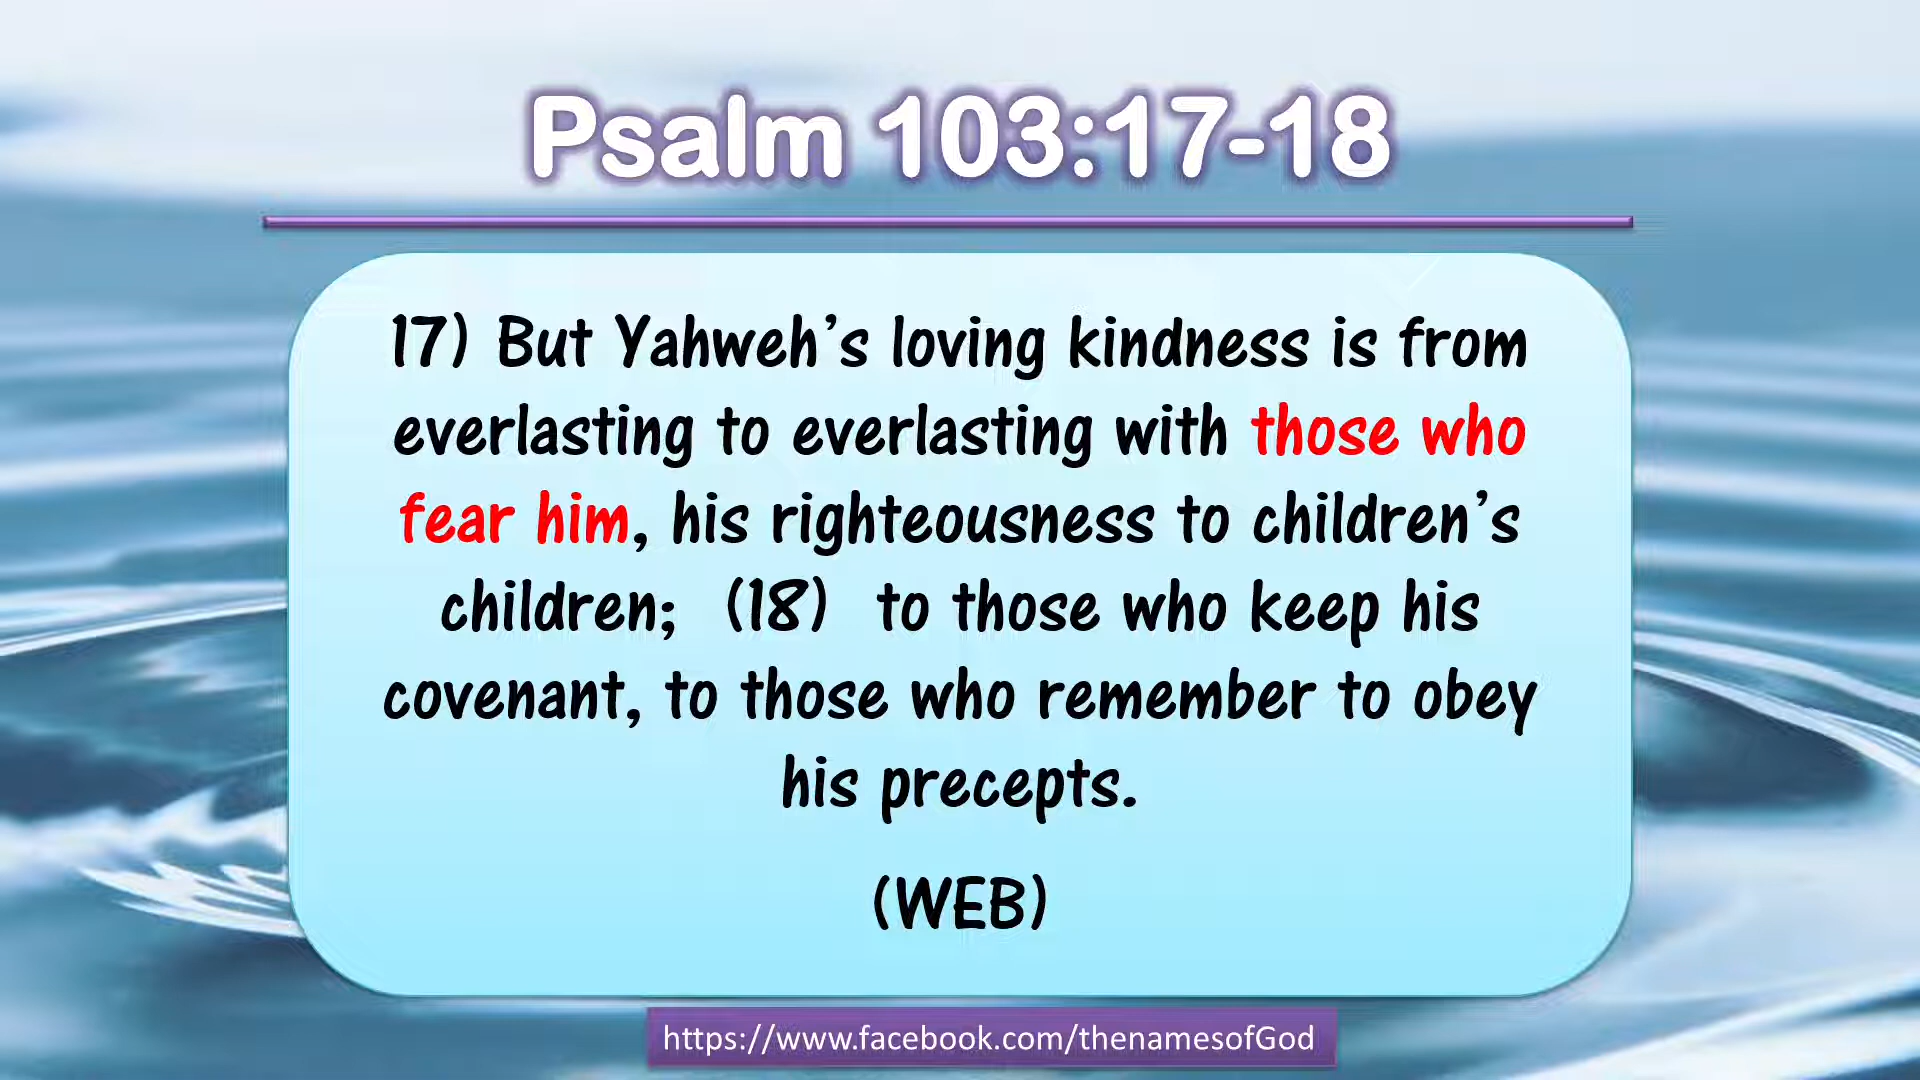 Psalm 103:17-18
17) But Yahweh’s loving kindness is from
everlasting to everlasting with those who
fear him, his righteousness to children’s
children; (18) to those who keep his
covenant, to those who remember to obey
his precepts.
(WEB)
https://www.facebook.com/thenamesofGod